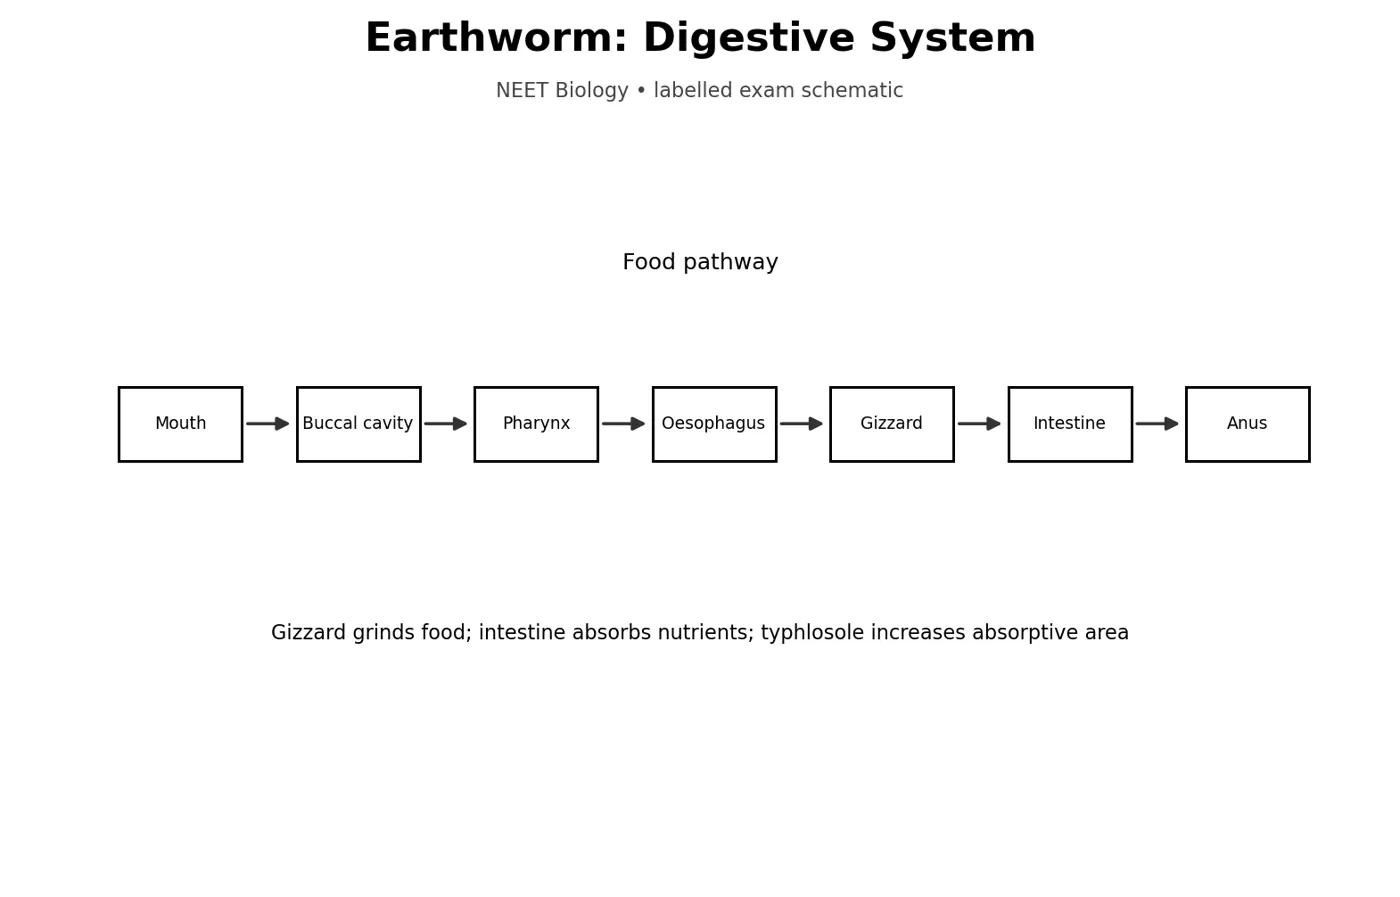 Earthworm: Digestive System
NEET Biology • labelled exam schematic
Food pathway
Mouth
Buccal cavity
Pharynx
Oesophagus
Gizzard
Intestine
Anus
Gizzard grinds food; intestine absorbs nutrients; typhlosole increases absorptive area